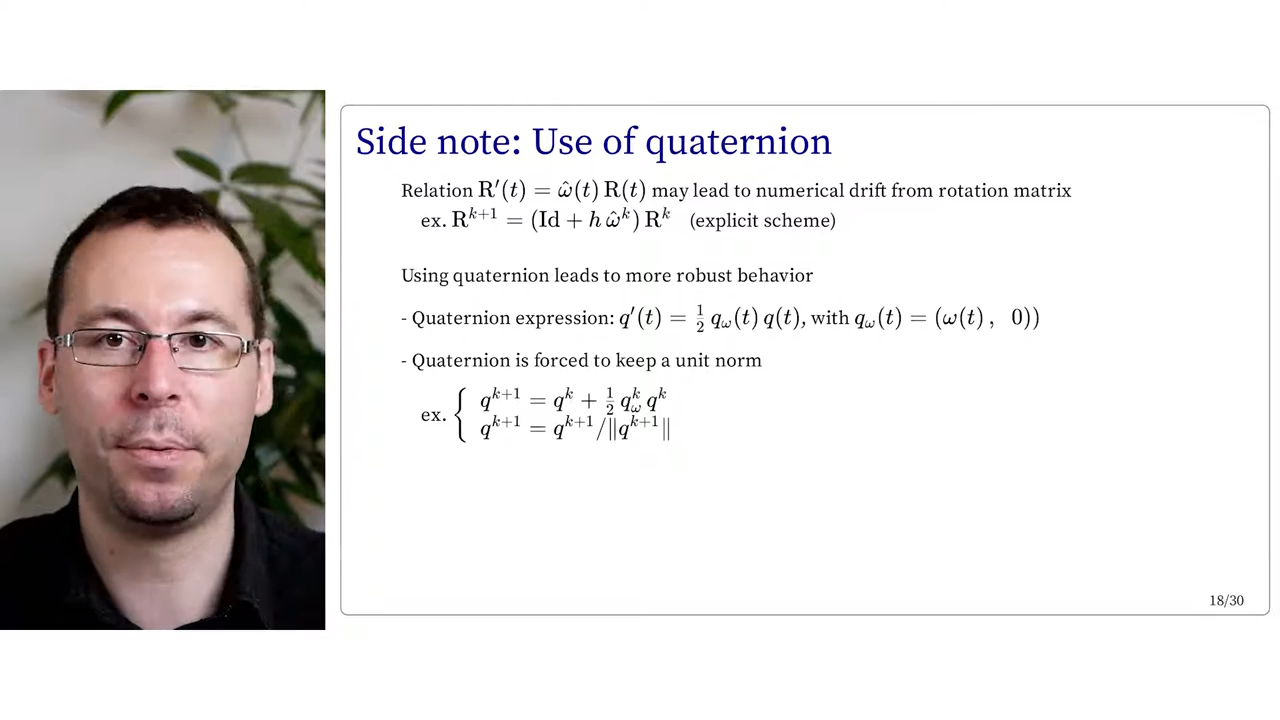 Side note: Use of quaternion
Relation R′(t) = ω̂(t) R(t) may lead to numerical drift from rotation matrix
ex. R^{k+1} = (Id + h ω̂^k) R^k (explicit scheme)
Using quaternion leads to more robust behavior
- Quaternion expression: q′(t) = 1/2 q_ω(t) q(t), with q_ω(t) = (ω(t) , 0))
- Quaternion is forced to keep a unit norm
ex. { q^{k+1} = q^k + 1/2 q_ω^k q^k
q^{k+1} = q^{k+1}/‖q^{k+1}‖
18/30